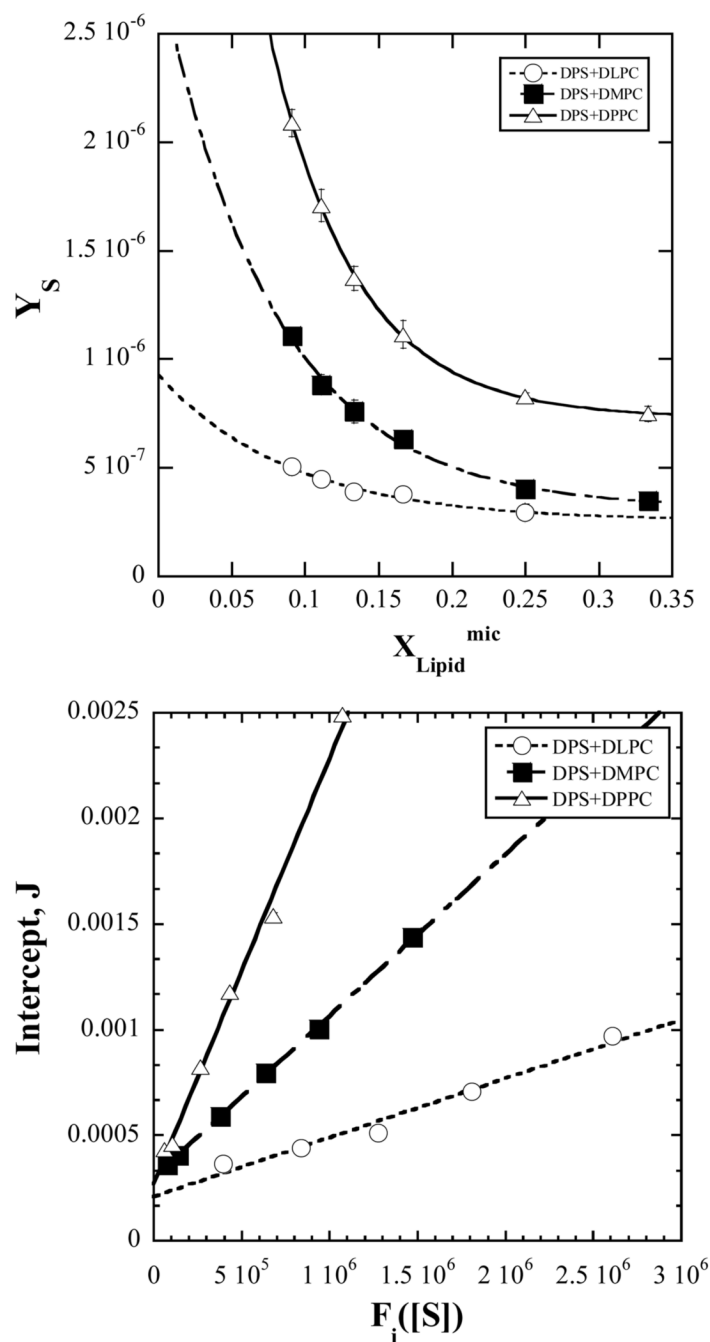 2.5 10-6
2 10-6
1.5 10-6
1 10-6
5 10-7
0
Y S
DPS+DLPC
DPS+DMPC
DPS+DPPC
0 0.05 0.1 0.15 0.2 0.25 0.3 0.35
X Lipid mic
0.0025
0.002
0.0015
0.001
0.0005
0
Intercept, J
DPS+DLPC
DPS+DMPC
DPS+DPPC
0 5 105 1 106 1.5 106 2 106 2.5 106 3 106
Fi([S])